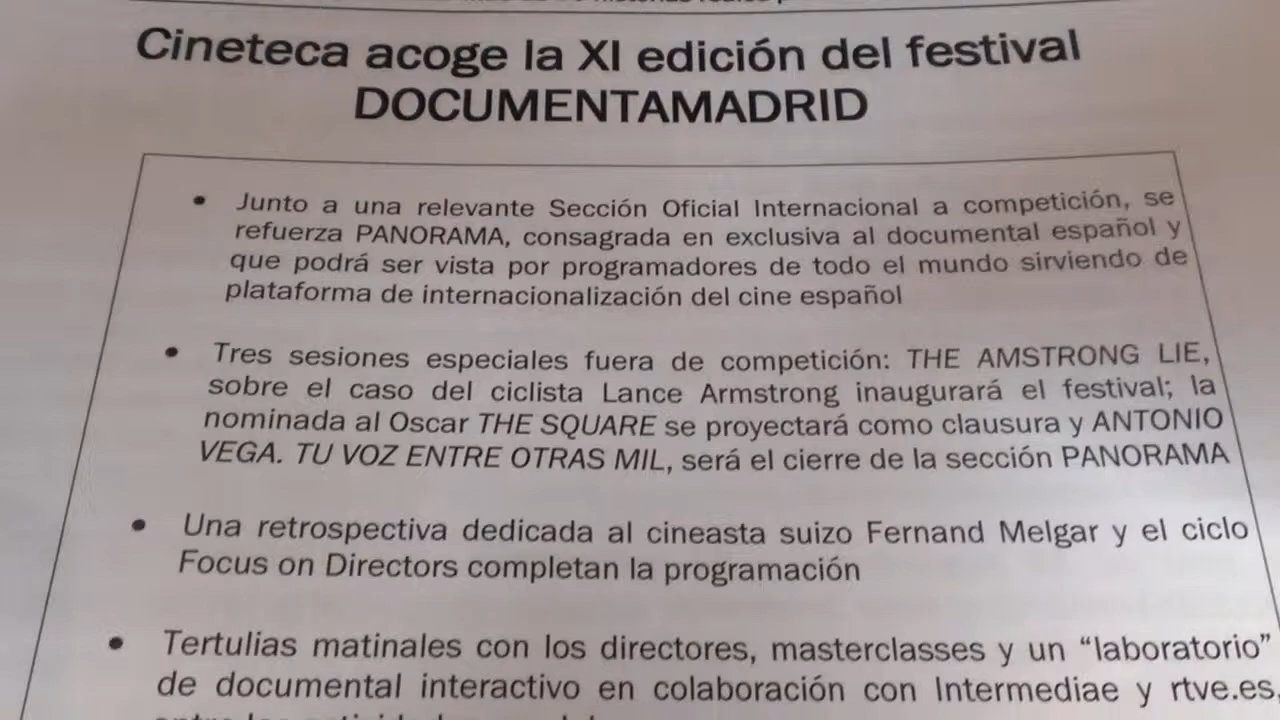 Cineteca acoge la XI edición del festival
DOCUMENTAMADRID
• Junto a una relevante Sección Oficial Internacional a competición, se
refuerza PANORAMA, consagrada en exclusiva al documental español y
que podrá ser vista por programadores de todo el mundo sirviendo de
plataforma de internacionalización del cine español
• Tres sesiones especiales fuera de competición: THE AMSTRONG LIE,
sobre el caso del ciclista Lance Armstrong inaugurará el festival; la
nominada al Oscar THE SQUARE se proyectará como clausura y ANTONIO
VEGA. TU VOZ ENTRE OTRAS MIL, será el cierre de la sección PANORAMA
• Una retrospectiva dedicada al cineasta suizo Fernand Melgar y el ciclo
Focus on Directors completan la programación
• Tertulias matinales con los directores, masterclasses y un “laboratorio”
de documental interactivo en colaboración con Intermediae y rtve.es,